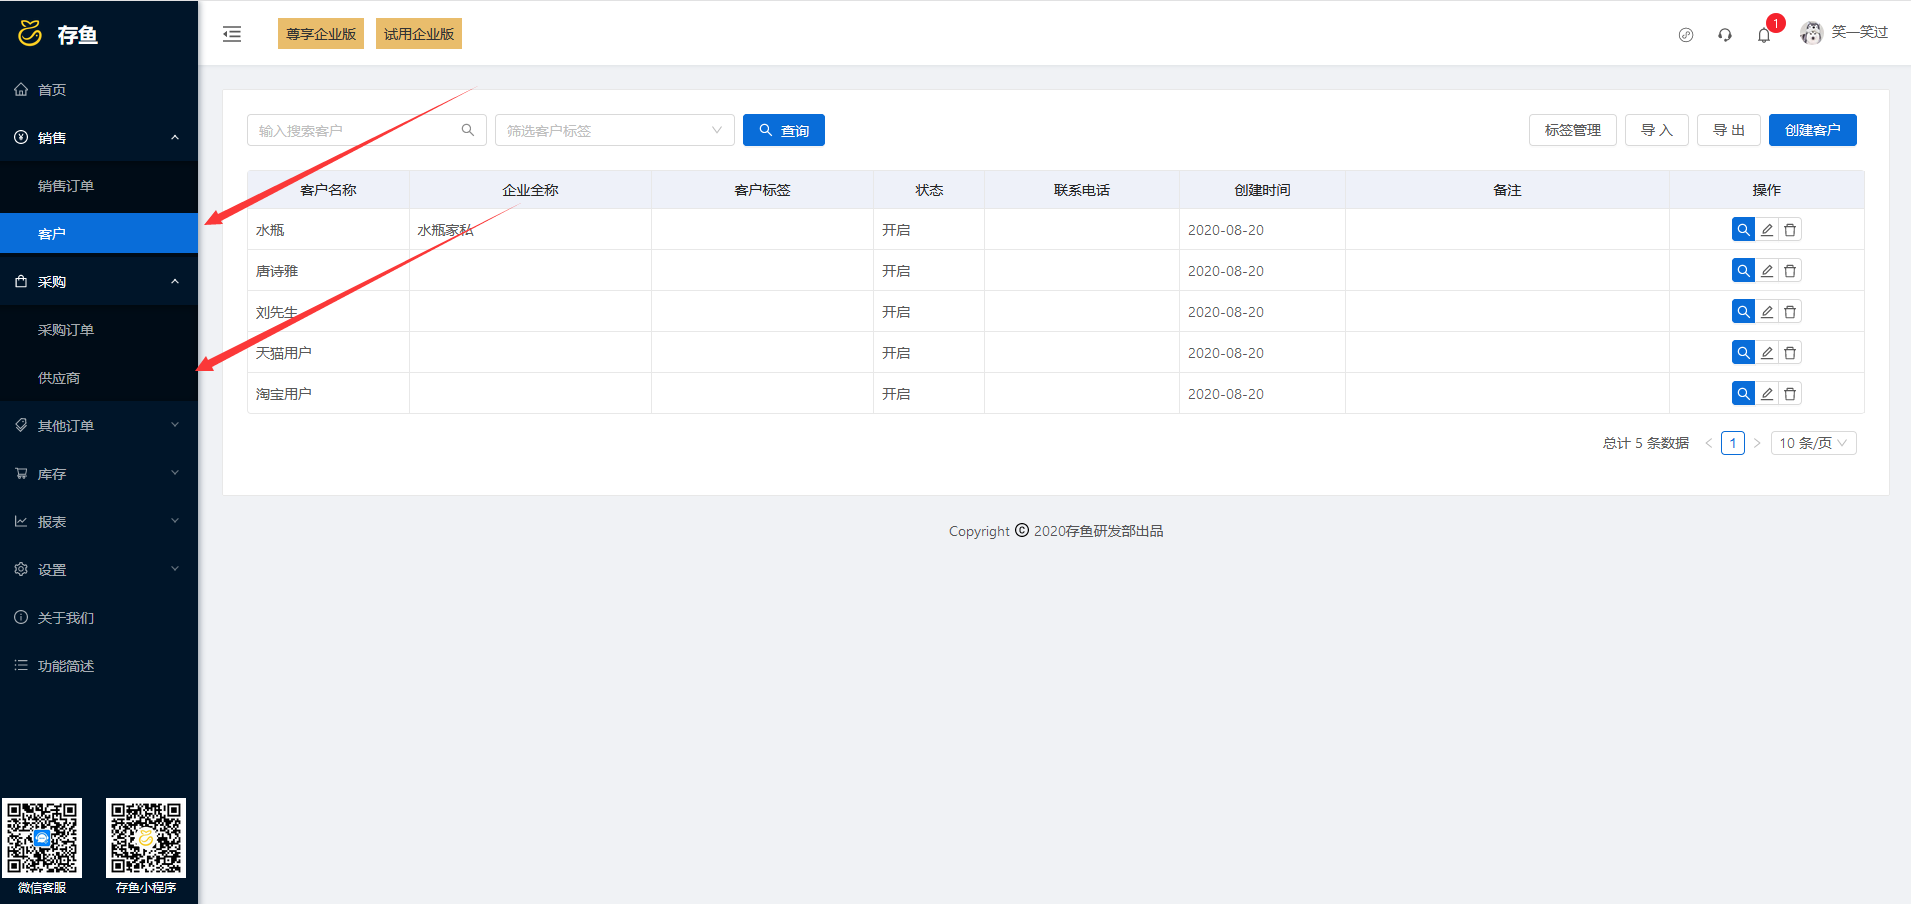 存鱼
尊享企业版 试用企业版
1 笑一笑过
首页
销售
销售订单
客户
采购
采购订单
供应商
其他订单
库存
报表
设置
关于我们
功能简述
微信客服 存鱼小程序
输入搜索客户 筛选客户标签 查询 标签管理 导入 导出 创建客户
客户名称 企业全称 客户标签 状态 联系电话 创建时间 备注 操作
水瓶 水瓶家私 开启 2020-08-20
唐诗雅 开启 2020-08-20
刘先生 开启 2020-08-20
天猫用户 开启 2020-08-20
淘宝用户 开启 2020-08-20
总计 5 条数据 < 1 > 10 条/页
Copyright © 2020存鱼研发部出品